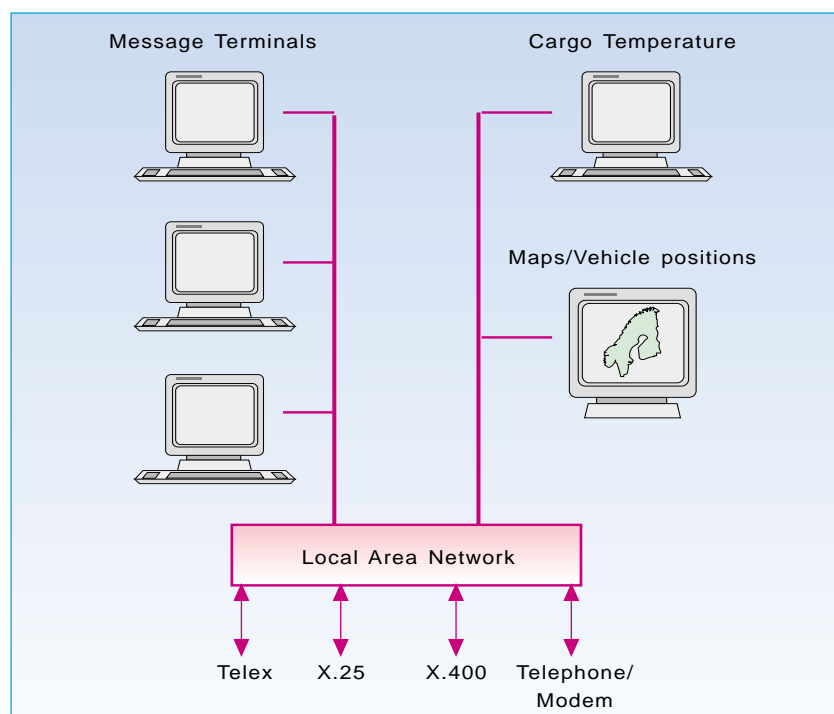 Message Terminals
Cargo Temperature
Maps/Vehicle positions
Local Area Network
Telex
X.25
X.400
Telephone/
Modem